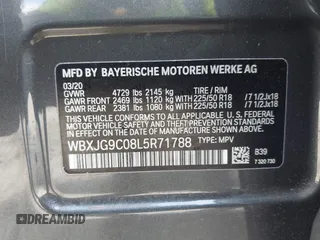 MFD BY BAYERISCHE MOTOREN WERKE AG
03/20
GVWR 4729 lbs 2145 kg TIRE / RIM
GAWR FRONT 2469 lbs 1120 kg WITH 225/50 R18 / 7 1/2Jx18
GAWR REAR 2381 lbs 1080 kg WITH 225/50 R18 / 7 1/2Jx18
THIS VEHICLE CONFORMS TO ALL APPLICABLE U.S. FEDERAL
MOTOR VEHICLE SAFETY, BUMPER, AND THEFT PREVENTION
STANDARDS IN EFFECT ON THE DATE OF MANUFACTURE
SHOWN ABOVE.
WBXJG9C08L5R71788 TYPE: MPV
B39
7 320 730
©DREAMBID